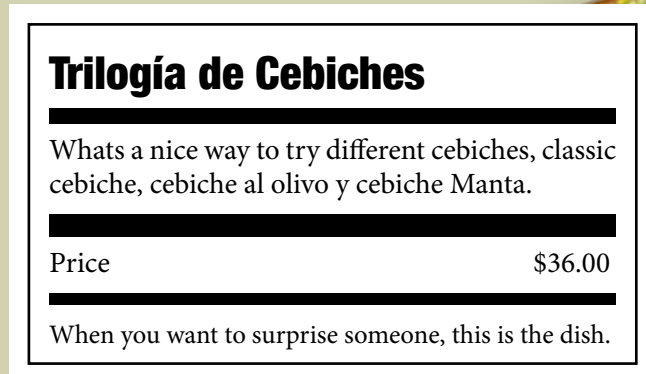 Trilogía de Cebiches
Whats a nice way to try different cebiches, classic
cebiche, cebiche al olivo y cebiche Manta.
Price $36.00
When you want to surprise someone, this is the dish.